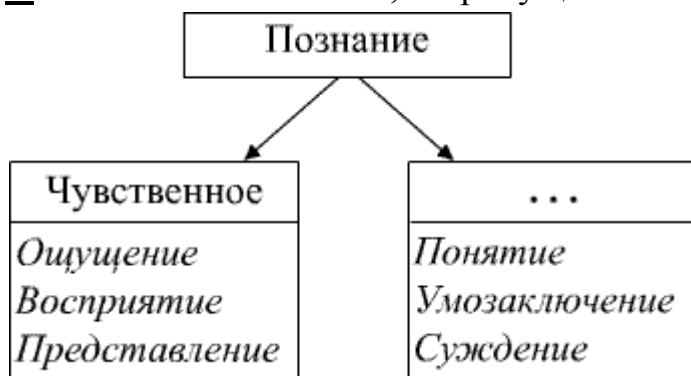 Познание
Чувственное
Ощущение
Восприятие
Представление
...
Понятие
Умозаключение
Суждение